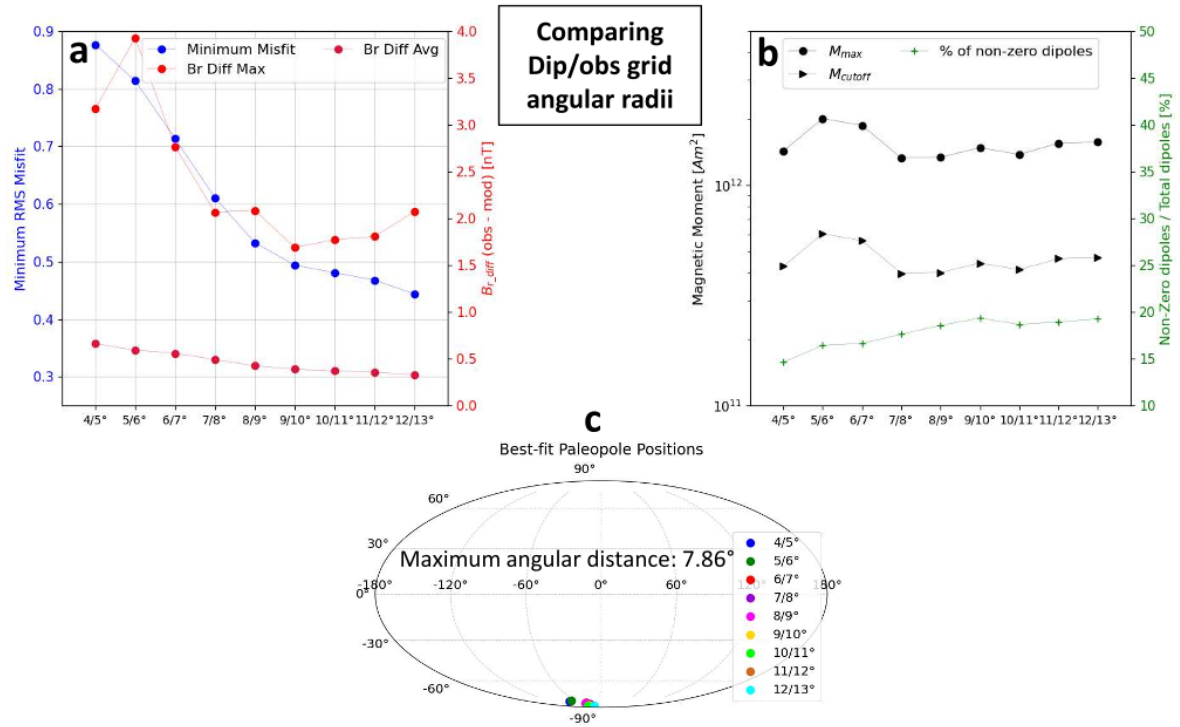 a
Minimum Misfit
Br Diff Max
Br Diff Avg
Minimum RMS Misfit
0.9
0.8
0.7
0.6
0.5
0.4
0.3
4.0
3.5
3.0
2.5
2.0
1.5
1.0
0.5
0.0
Br_diff (obs - mod) [nT]
4/5° 5/6° 6/7° 7/8° 8/9° 9/10° 10/11° 11/12° 12/13°
Comparing
Dip/obs grid
angular radii
b
Mmax
Mcutoff
% of non-zero dipoles
Magnetic Moment [Am²]
10¹²
10¹¹
50
45
40
35
30
25
20
15
10
Non-Zero dipoles / Total dipoles [%]
4/5° 5/6° 6/7° 7/8° 8/9° 9/10° 10/11° 11/12° 12/13°
c
Best-fit Paleopole Positions
90°
60°
30°
Maximum angular distance: 7.86°
-180° -120° -60° 0° 60° 120° 180°
0°
-30°
-60°
-90°
4/5°
5/6°
6/7°
7/8°
8/9°
9/10°
10/11°
11/12°
12/13°